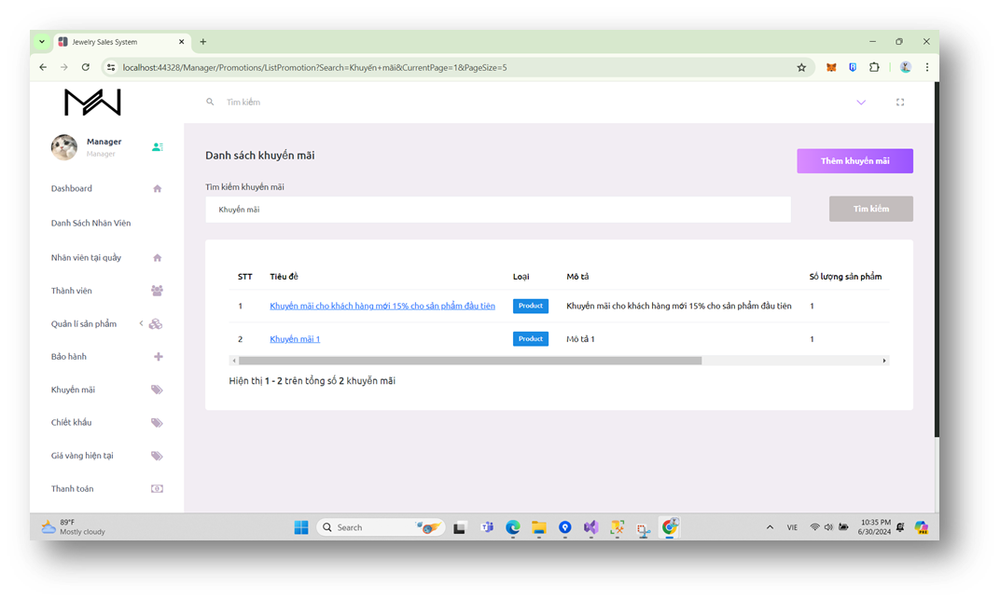 Jewelry Sales System
localhost:44328/Manager/Promotions/ListPromotion?Search=Khuyến+mãi&CurrentPage=1&PageSize=5
Tìm kiếm
Manager
Manager
Dashboard
Danh Sách Nhân Viên
Nhân viên tại quầy
Thành viên
Quản lí sản phẩm
Bảo hành
Khuyến mãi
Chiết khấu
Giá vàng hiện tại
Thanh toán
Danh sách khuyến mãi
Thêm khuyến mãi
Tìm kiếm khuyến mãi
Khuyến mãi
Tìm kiếm
STT Tiêu đề Loại Mô tả Số lượng sản phẩm
1 Khuyến mãi cho khách hàng mới 15% cho sản phẩm đầu tiên Product Khuyến mãi cho khách hàng mới 15% cho sản phẩm đầu tiên 1
2 Khuyến mãi 1 Product Mô tả 1 1
Hiện thị 1 - 2 trên tổng số 2 khuyễn mãi
89°F
Mostly cloudy
Search
VIE
10:35 PM
6/30/2024